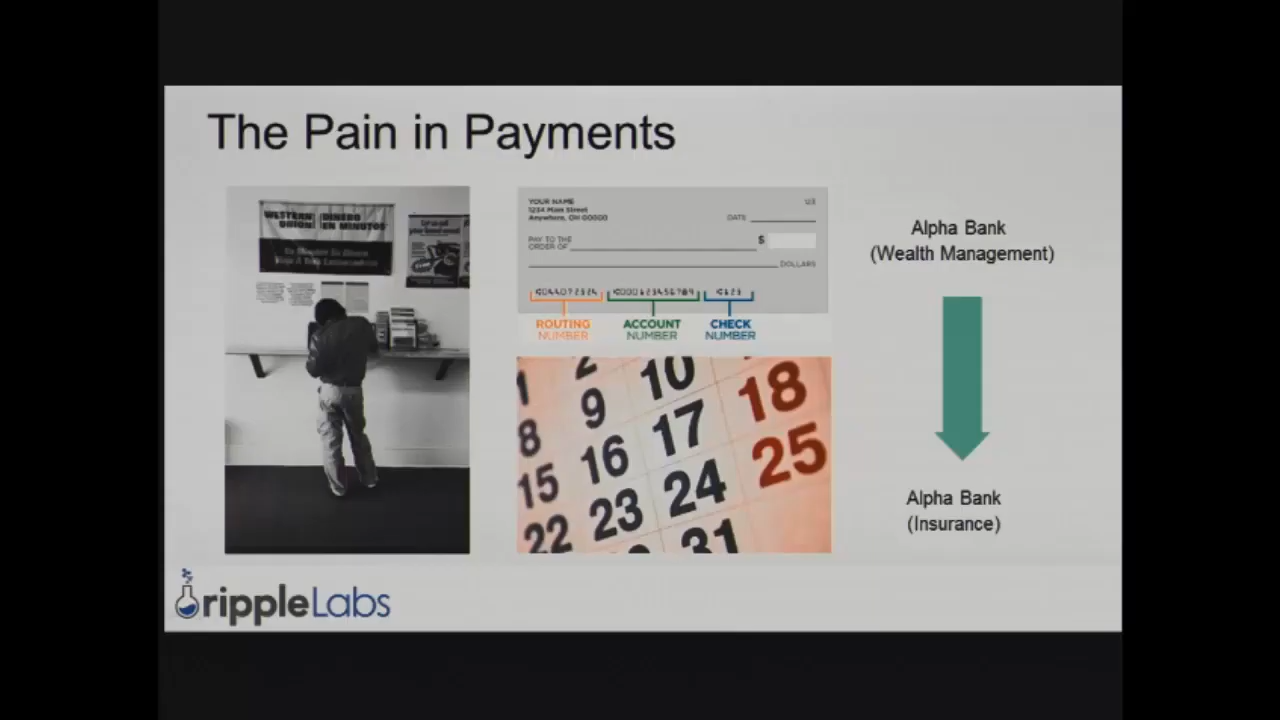 The Pain in Payments
WESTERN UNION
DINERO EN MINUTOS
YOUR NAME
1234 Main Street
Anywhere, OH 00000
123
DATE
PAY TO THE
ORDER OF
$
DOLLARS
ROUTING
NUMBER
ACCOUNT
NUMBER
CHECK
NUMBER
1 2
8 9 10
15 16 17 18
22 23 24 25
31
Alpha Bank
(Wealth Management)
Alpha Bank
(Insurance)
rippleLabs